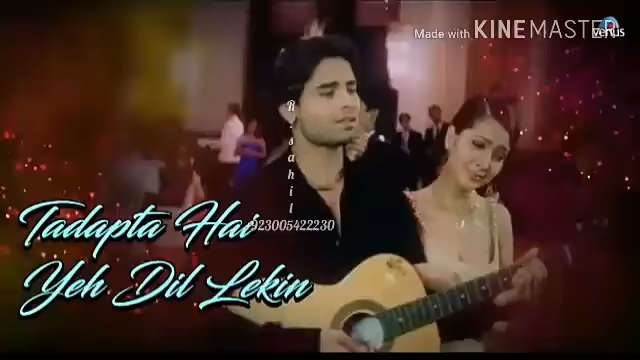 Made with KINEMASTER
venus
R.sahil
923005422230
Tadapta Hai
Yeh Dil Lekin